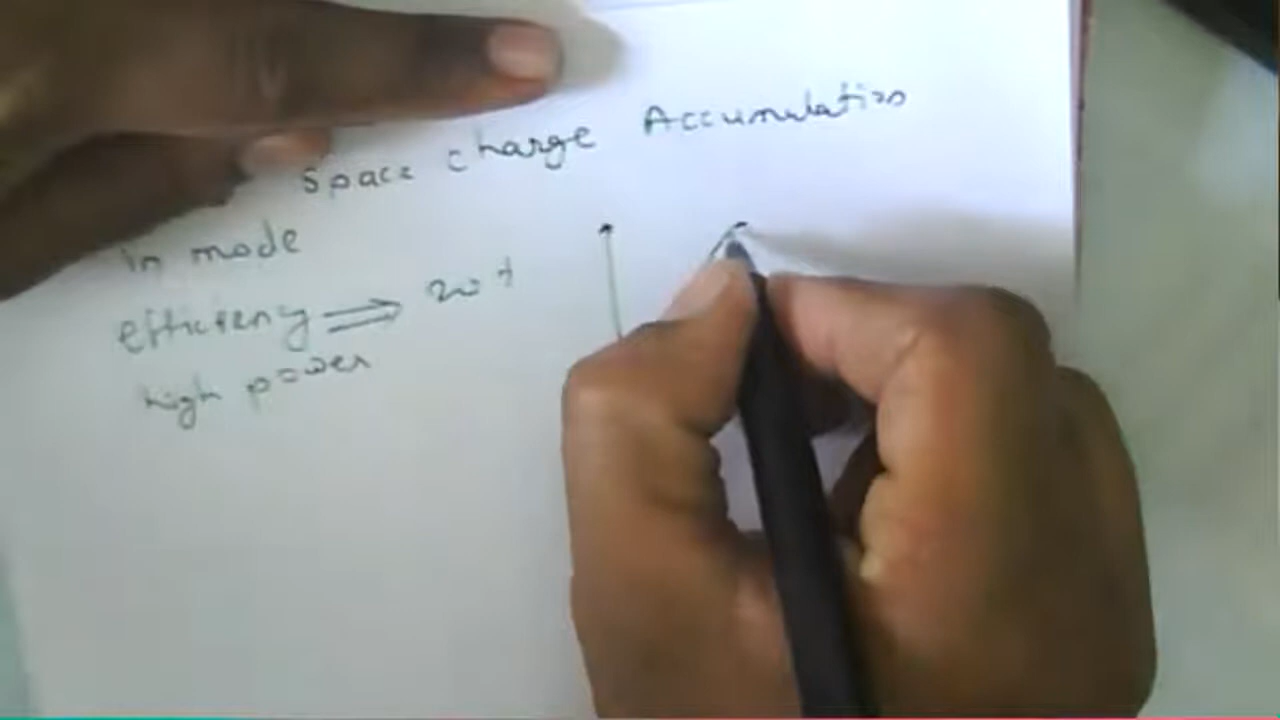 Space charge Accumulation
in mode
efficiency ⟹ 20 %
high power